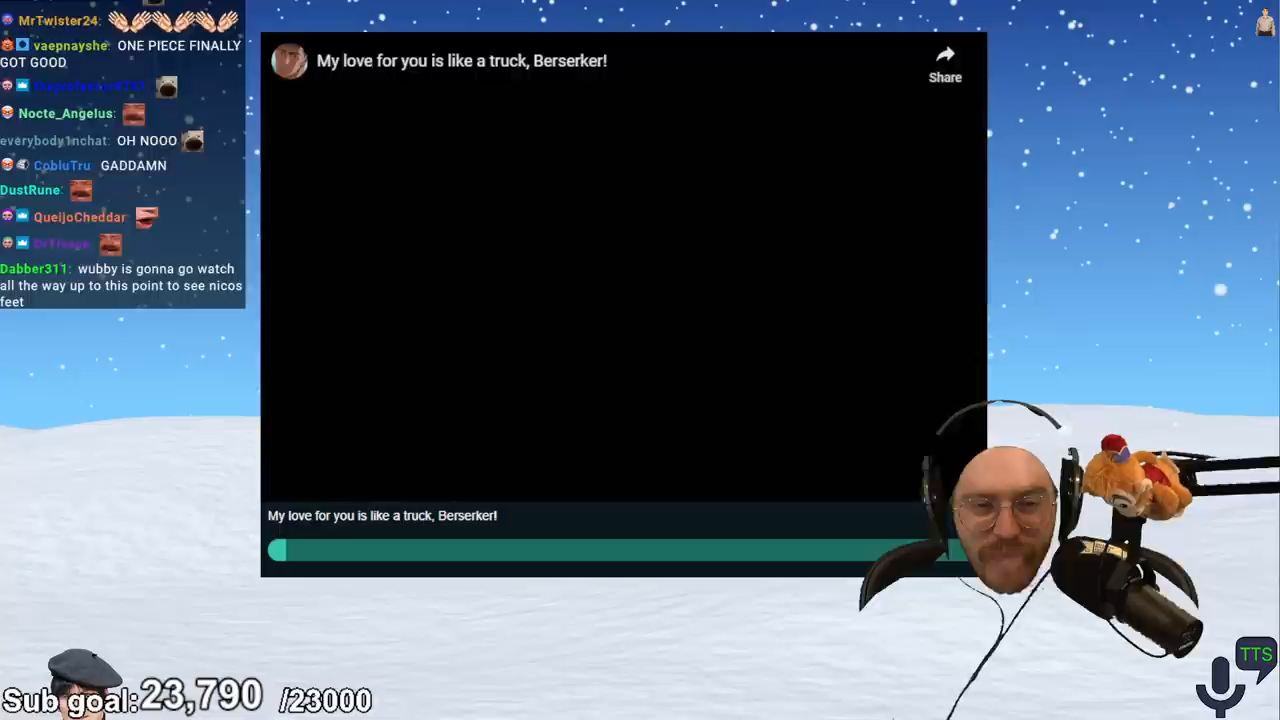 MrTwIster24:
vaepnayshe: ONE PIECE FINALLY
GOT GOOD
Nocte_Angelus:
everybody1nchat: OH NOOO
CobluTru GADDAMN
DustRune:
QueijoCheddar
Dabber311: wubby is gonna go watch
all the way up to this point to see nicos
feet
My love for you is like a truck, Berserker!
Share
My love for you is like a truck, Berserker!
TTS
Sub goal: 23,790 /23000